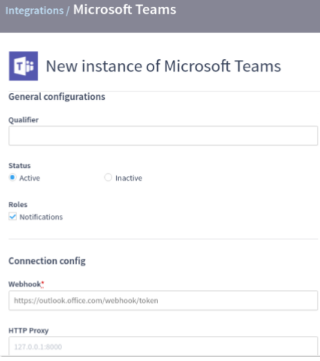 Integrations / Microsoft Teams
New instance of Microsoft Teams
General configurations
Qualifier
Status
Active Inactive
Roles
Notifications
Connection config
Webhook*
https://outlook.office.com/webhook/token
HTTP Proxy
127.0.0.1:8000